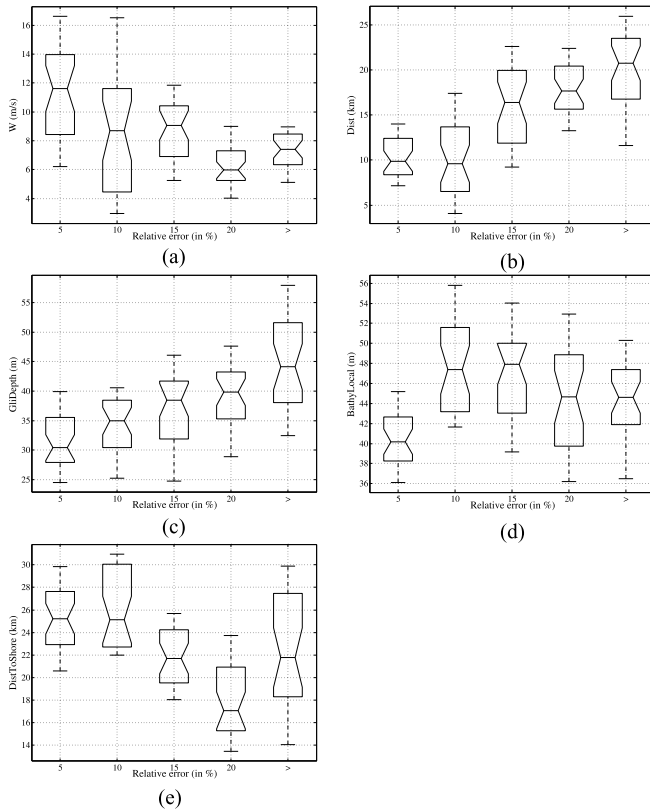 16
14
12
10
8
6
4
W (m/s)
5 10 15 20 >
Relative error (in %)
(a)
25
20
15
10
5
Dist (km)
5 10 15 20 >
Relative error (in %)
(b)
55
50
45
40
35
30
25
GliDepth (m)
5 10 15 20 >
Relative error (in %)
(c)
56
54
52
50
48
46
44
42
40
38
36
BathyLocal (m)
5 10 15 20 >
Relative error (in %)
(d)
30
28
26
24
22
20
18
16
14
DistToShore (km)
5 10 15 20 >
Relative error (in %)
(e)